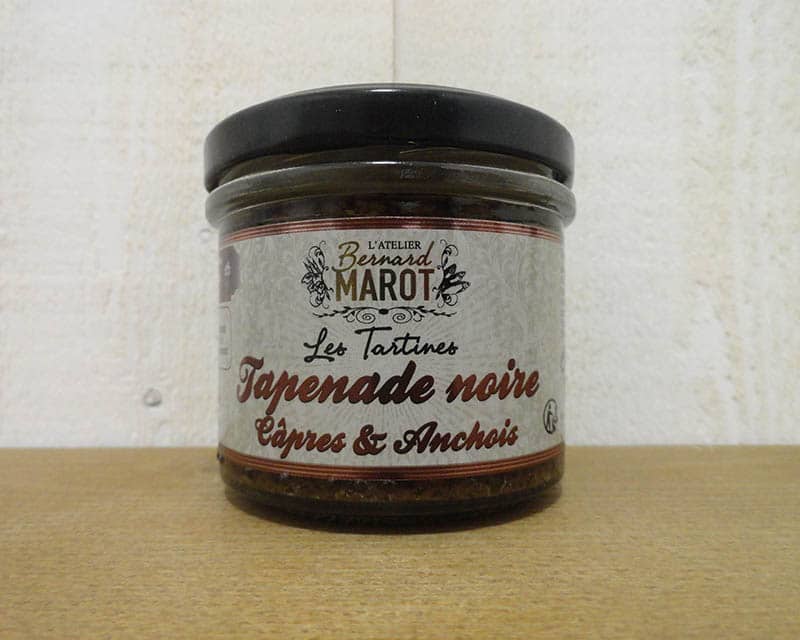 L'ATELIER
Bernard
MAROT
Les Tartines
Tapenade noire
Câpres & Anchois